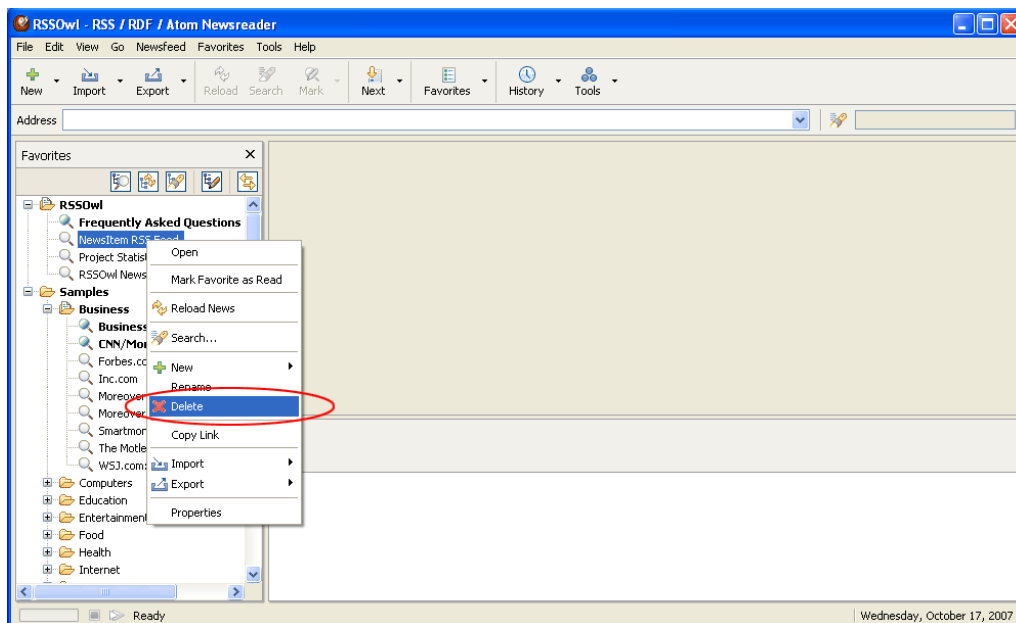 RSSOwl - RSS / RDF / Atom Newsreader
File Edit View Go Newsfeed Favorites Tools Help
New Import Export Reload Search Mark Next Favorites History Tools
Address
Favorites
RSSOwl
Frequently Asked Questions
NewsItem RSS Feed
Project Statis
RSSOwl News
Samples
Business
Business
CNN/Mo
Forbes.co
Inc.com
Moreover
Moreover
Smartmor
The Motle
WSJ.com:
Computers
Education
Entertainment
Food
Health
Internet
Open
Mark Favorite as Read
Reload News
Search...
New
Rename
Delete
Copy Link
Import
Export
Properties
Ready
Wednesday, October 17, 2007